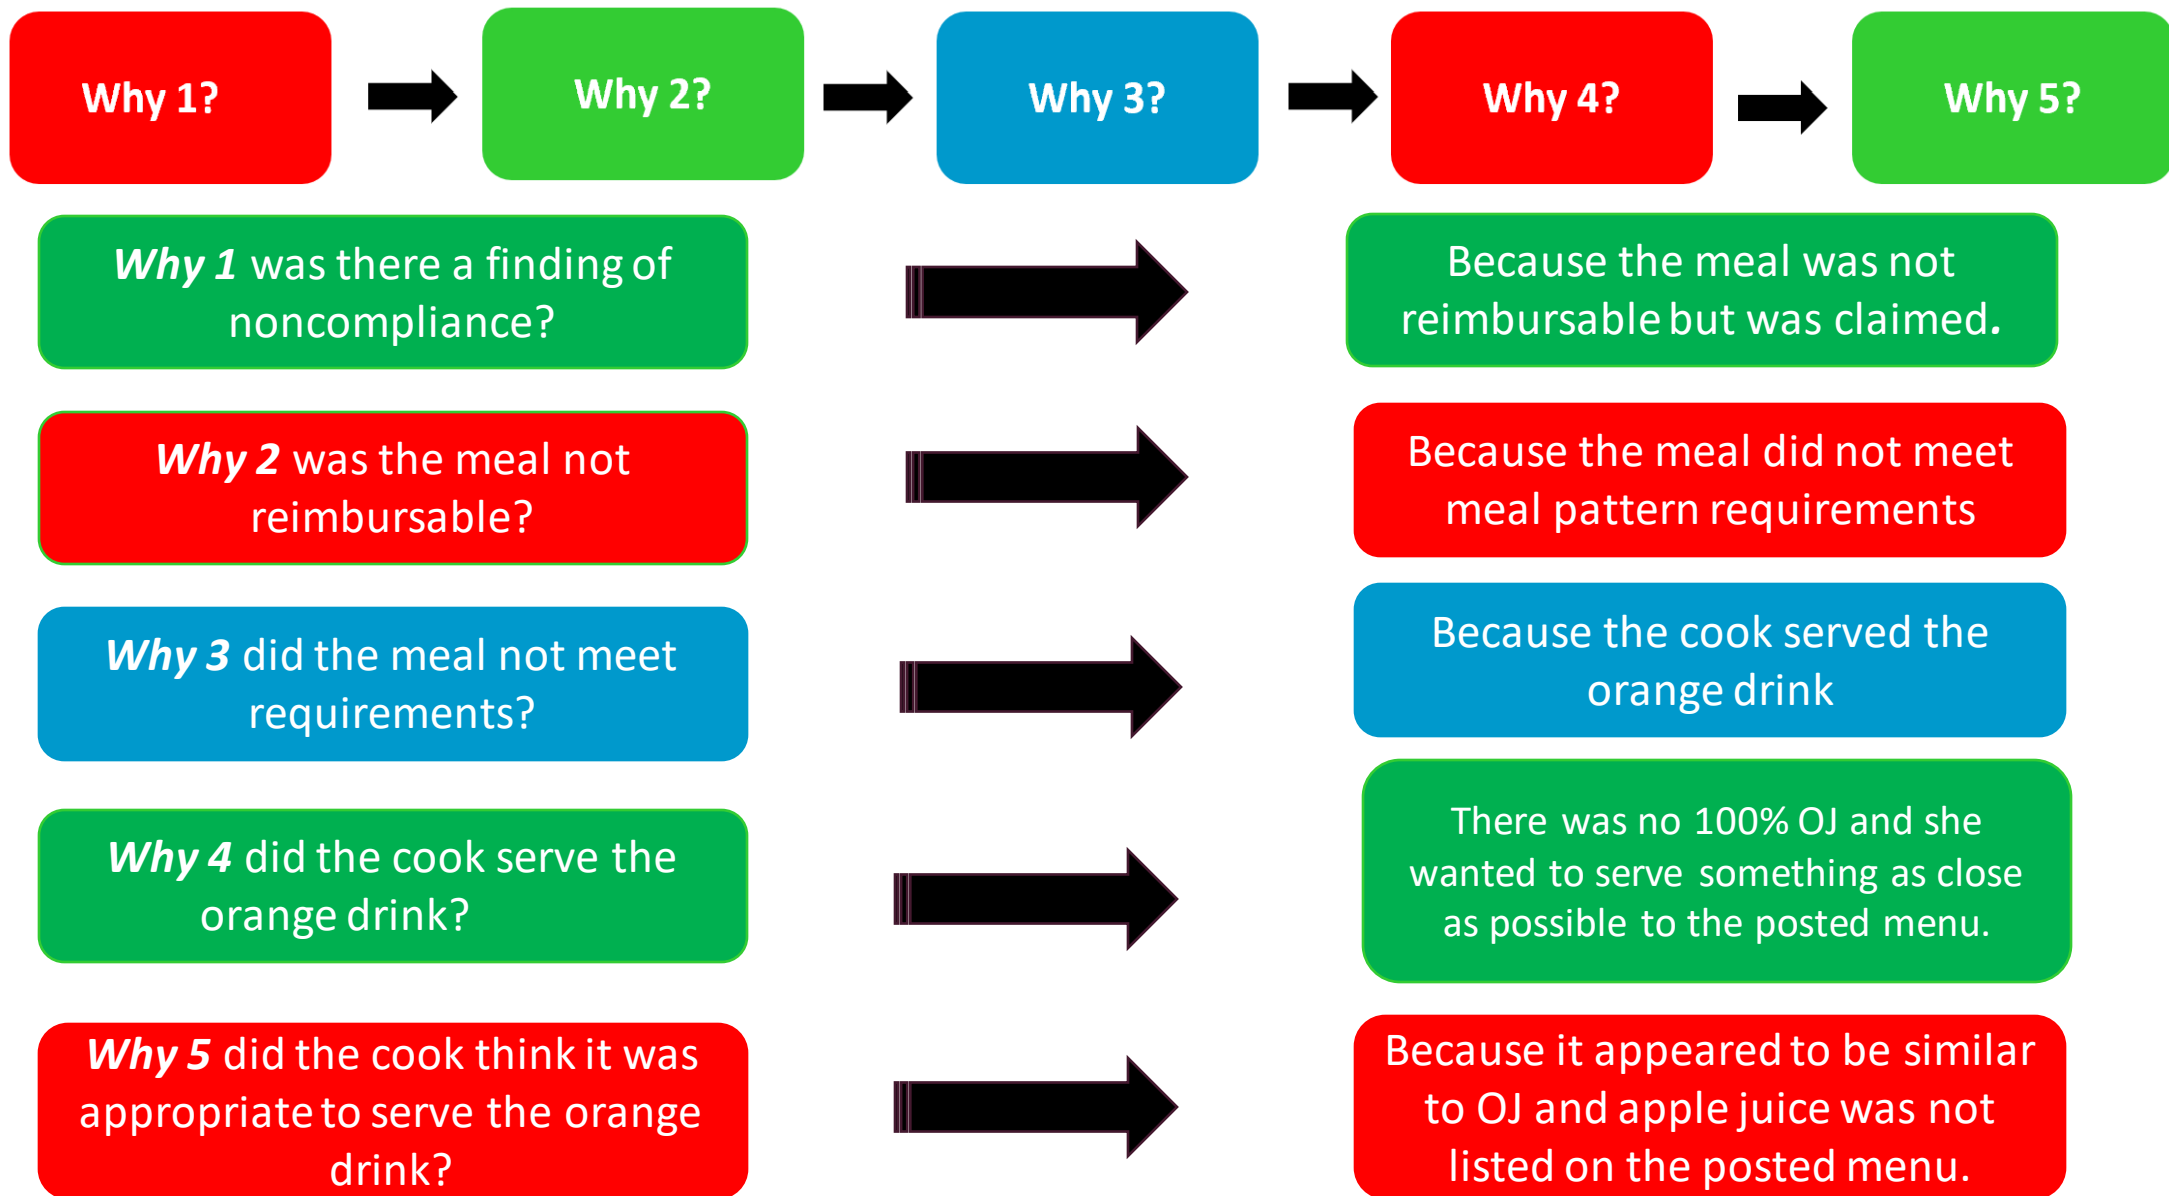 Why 1?
Why 2?
Why 3?
Why 4?
Why 5?
Why 1 was there a finding of
noncompliance?
Because the meal was not
reimbursable but was claimed.
Why 2 was the meal not
reimbursable?
Because the meal did not meet
meal pattern requirements
Why 3 did the meal not meet
requirements?
Because the cook served the
orange drink
Why 4 did the cook serve the
orange drink?
There was no 100% OJ and she
wanted to serve something as close
as possible to the posted menu.
Why 5 did the cook think it was
appropriate to serve the orange
drink?
Because it appeared to be similar
to OJ and apple juice was not
listed on the posted menu.